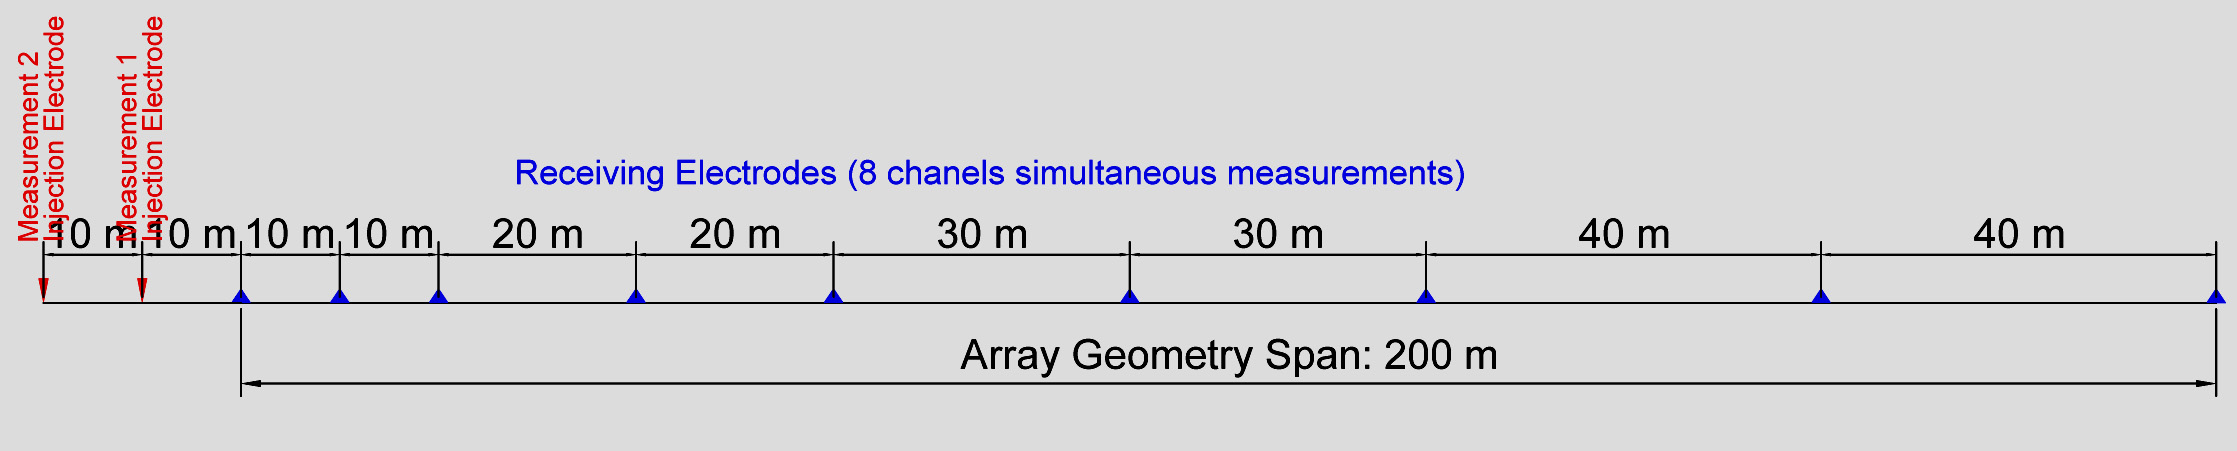 Measurement 2
Injection Electrode
Measurement 1
Injection Electrode
Receiving Electrodes (8 chanels simultaneous measurements)
10 m 10 m 10 m 10 m 20 m 20 m 30 m 30 m 40 m 40 m
Array Geometry Span: 200 m